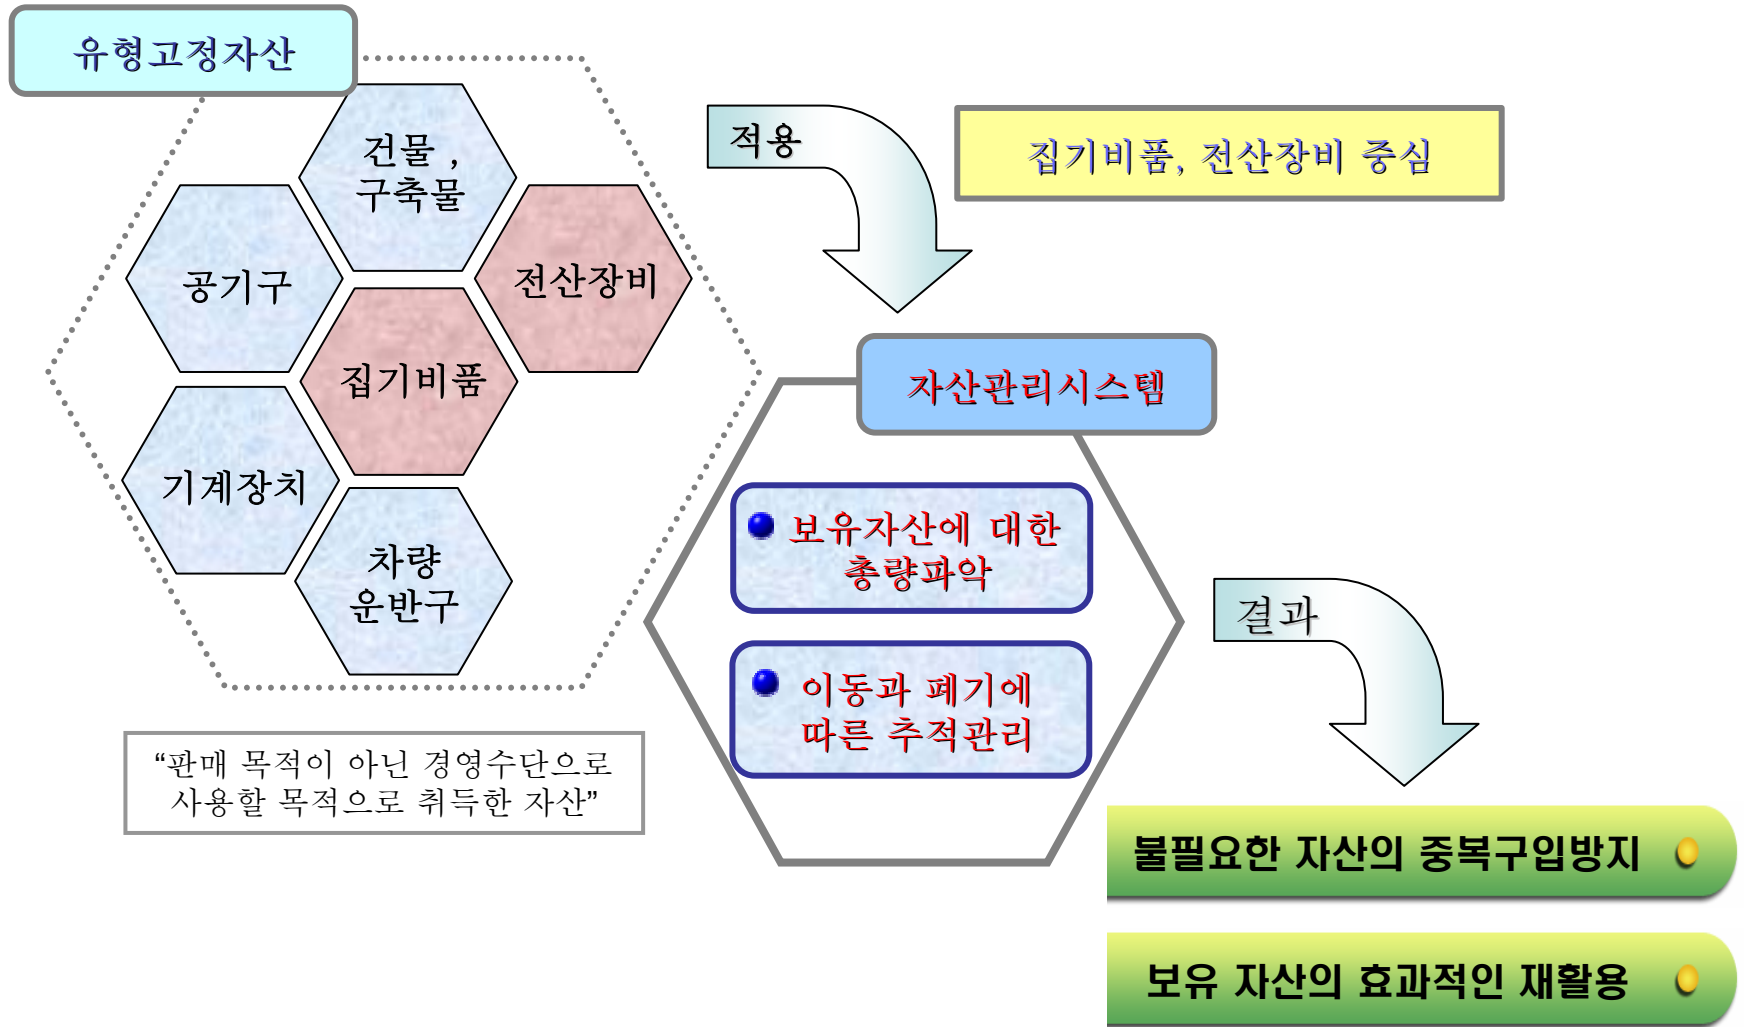 유형고정자산
건물 ,
구축물
공기구
전산장비
집기비품
기계장치
차량
운반구
“판매 목적이 아닌 경영수단으로
사용할 목적으로 취득한 자산”
적용
집기비품, 전산장비 중심
자산관리시스템
보유자산에 대한
총량파악
이동과 폐기에
따른 추적관리
결과
불필요한 자산의 중복구입방지
보유 자산의 효과적인 재활용